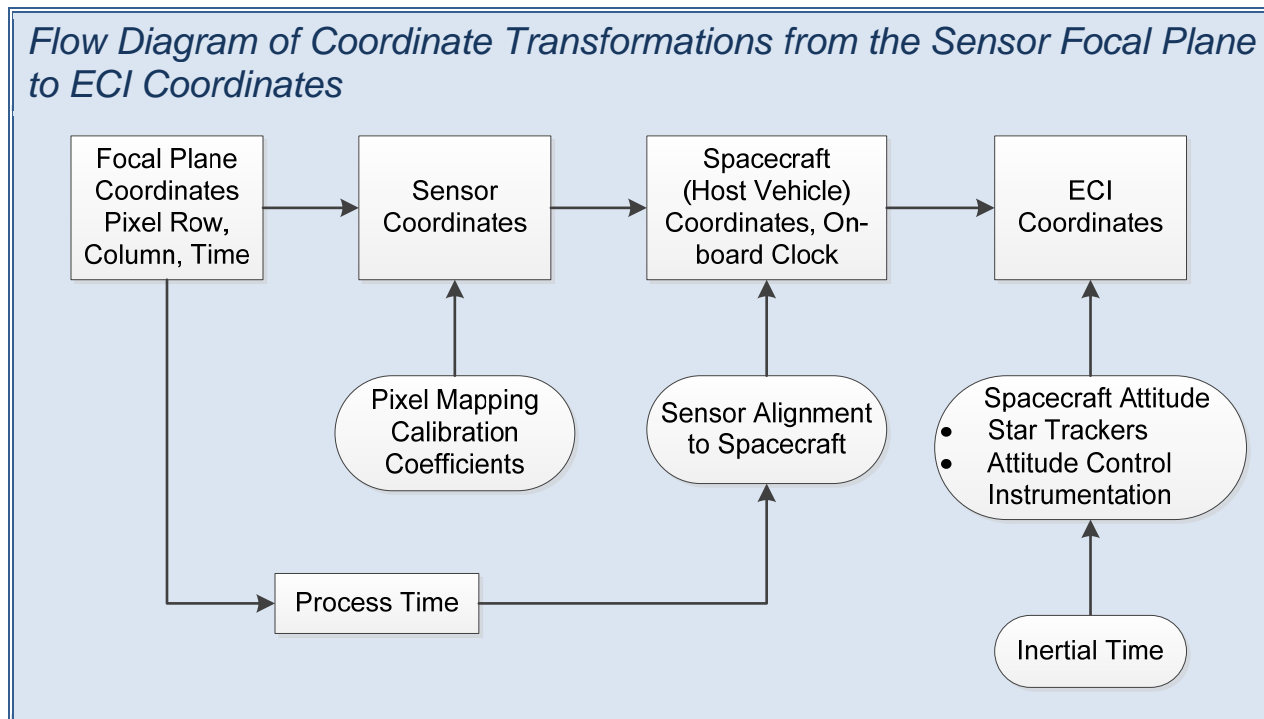 Flow Diagram of Coordinate Transformations from the Sensor Focal Plane
to ECI Coordinates
Focal Plane
Coordinates
Pixel Row,
Column, Time
Sensor
Coordinates
Spacecraft
(Host Vehicle)
Coordinates, On-
board Clock
ECI
Coordinates
Pixel Mapping
Calibration
Coefficients
Sensor Alignment
to Spacecraft
Spacecraft Attitude
• Star Trackers
• Attitude Control
Instrumentation
Process Time
Inertial Time